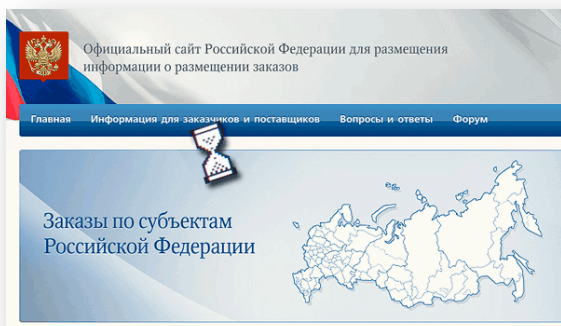 Официальный сайт Российской Федерации для размещения
информации о размещении заказов
Главная Информация для заказчиков и поставщиков Вопросы и ответы Форум
Заказы по субъектам
Российской Федерации